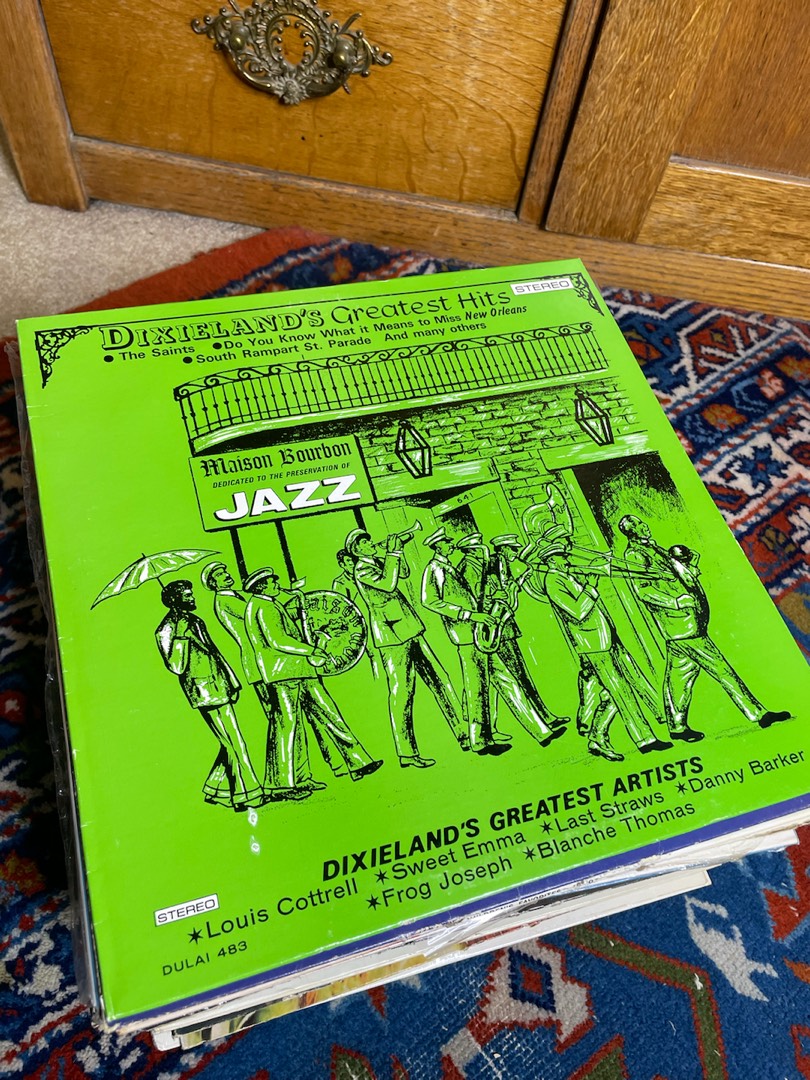 DIXIELAND'S Greatest Hits STEREO
• The Saints • Do You Know What it Means to Miss New Orleans
• South Rampart St. Parade And many others
Maison Bourbon
DEDICATED TO THE PRESERVATION OF
JAZZ
641
DIXIELAND'S GREATEST ARTISTS
✶Louis Cottrell ✶Sweet Emma ✶Last Straws ✶Danny Barker
✶Frog Joseph ✶Blanche Thomas
STEREO
DULAI 483